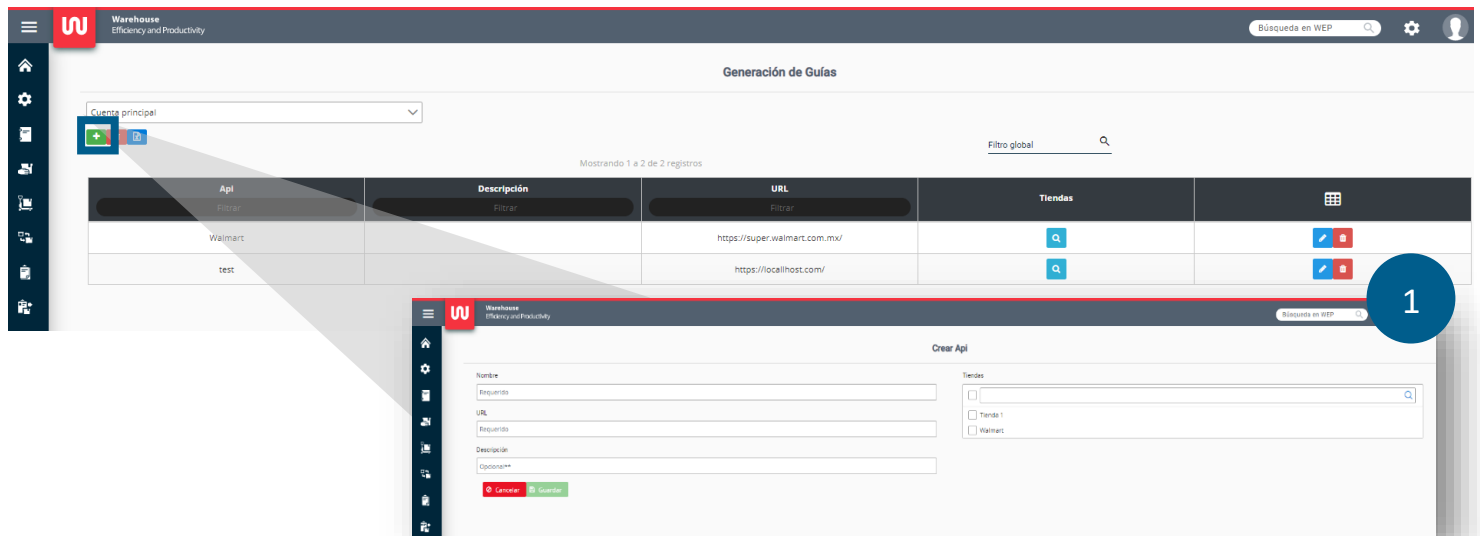 Warehouse
Efficiency and Productivity
Búsqueda en WEP
Generación de Guías
Cuenta principal
Filtro global
Mostrando 1 a 2 de 2 registros
Api Descripción URL Tiendas
Filtrar Filtrar Filtrar
Walmart https://super.walmart.com.mx/
test https://locallhost.com/
1
Warehouse
Efficiency and Productivity
Búsqueda en WEP
Crear Api
Nombre Tiendas
Requerido
Tienda 1
URL
Requerido Walmart
Descripción
Opcional**
Cancelar Guardar